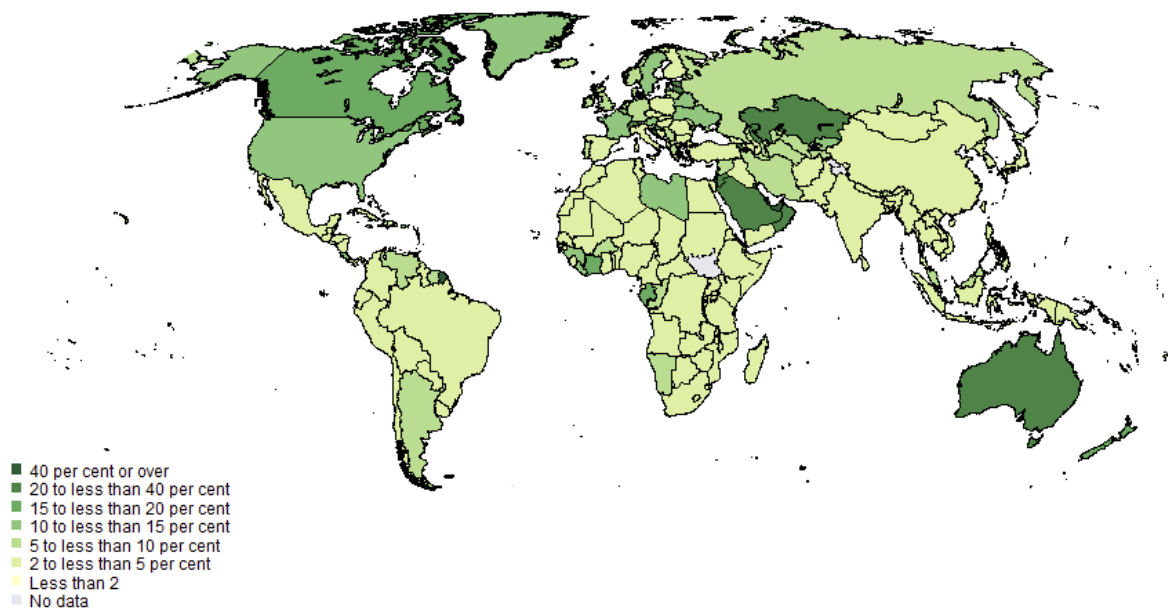 40 per cent or over
20 to less than 40 per cent
15 to less than 20 per cent
10 to less than 15 per cent
5 to less than 10 per cent
2 to less than 5 per cent
Less than 2
No data